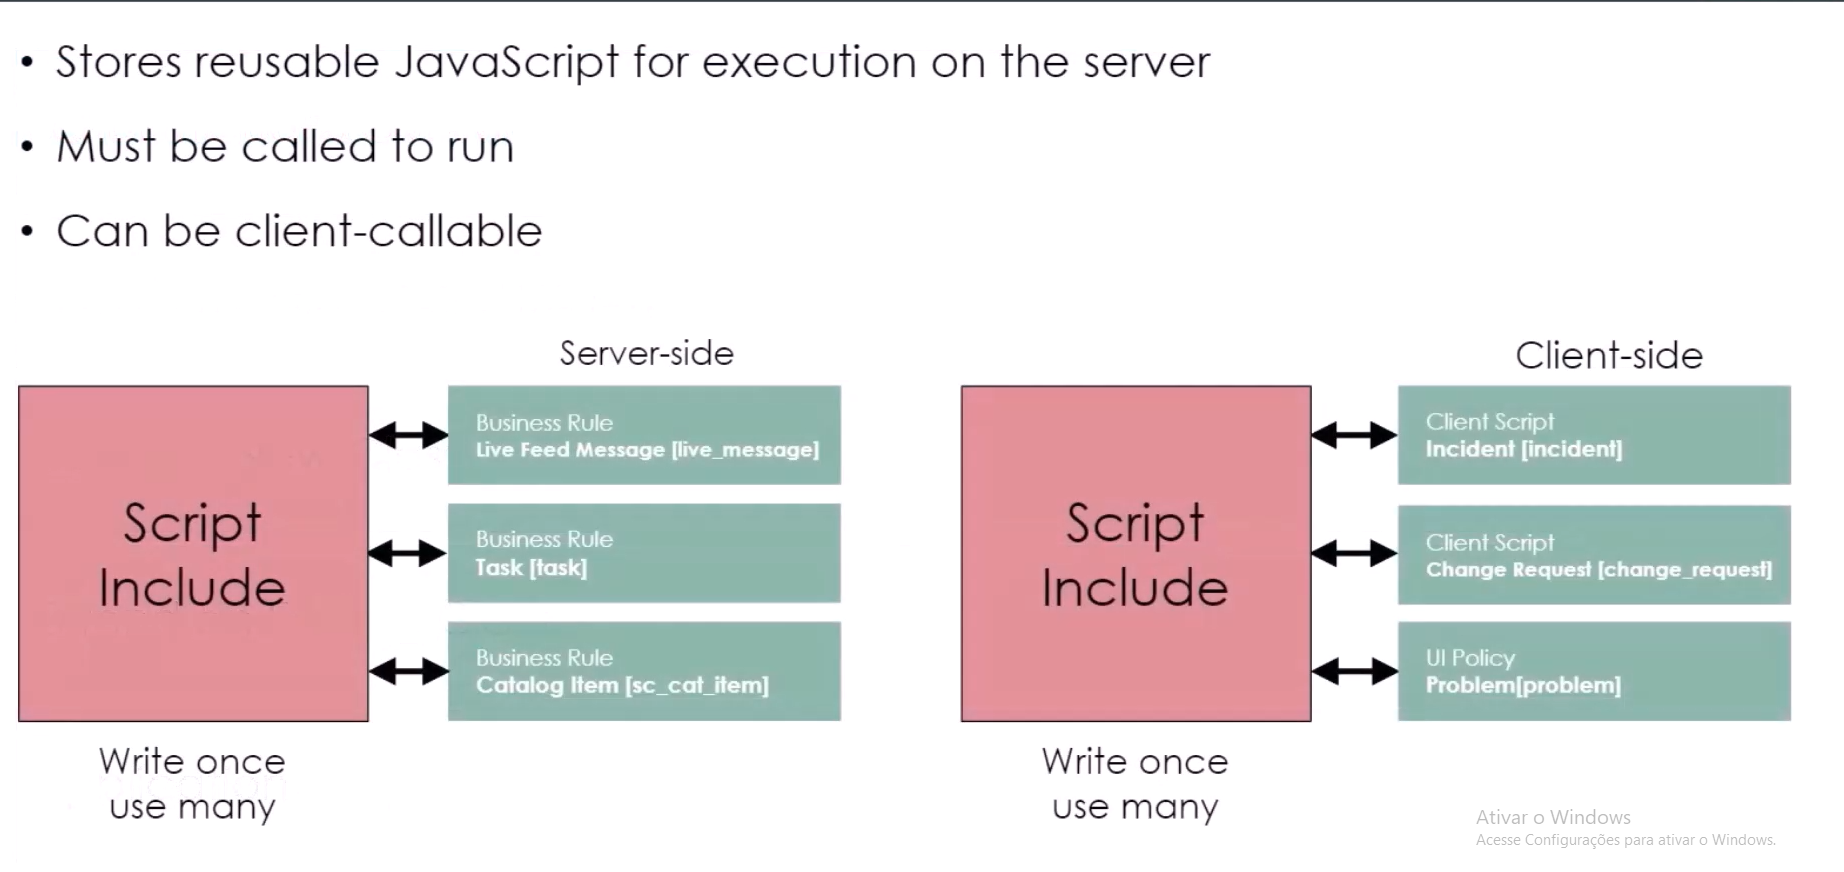 • Stores reusable JavaScript for execution on the server
• Must be called to run
• Can be client-callable
Server-side
Script
Include
Business Rule
Live Feed Message [live_message]
Business Rule
Task [task]
Business Rule
Catalog Item [sc_cat_item]
Write once
use many
Client-side
Script
Include
Client Script
Incident [incident]
Client Script
Change Request [change_request]
UI Policy
Problem[problem]
Write once
use many
Ativar o Windows
Acesse Configurações para ativar o Windows.